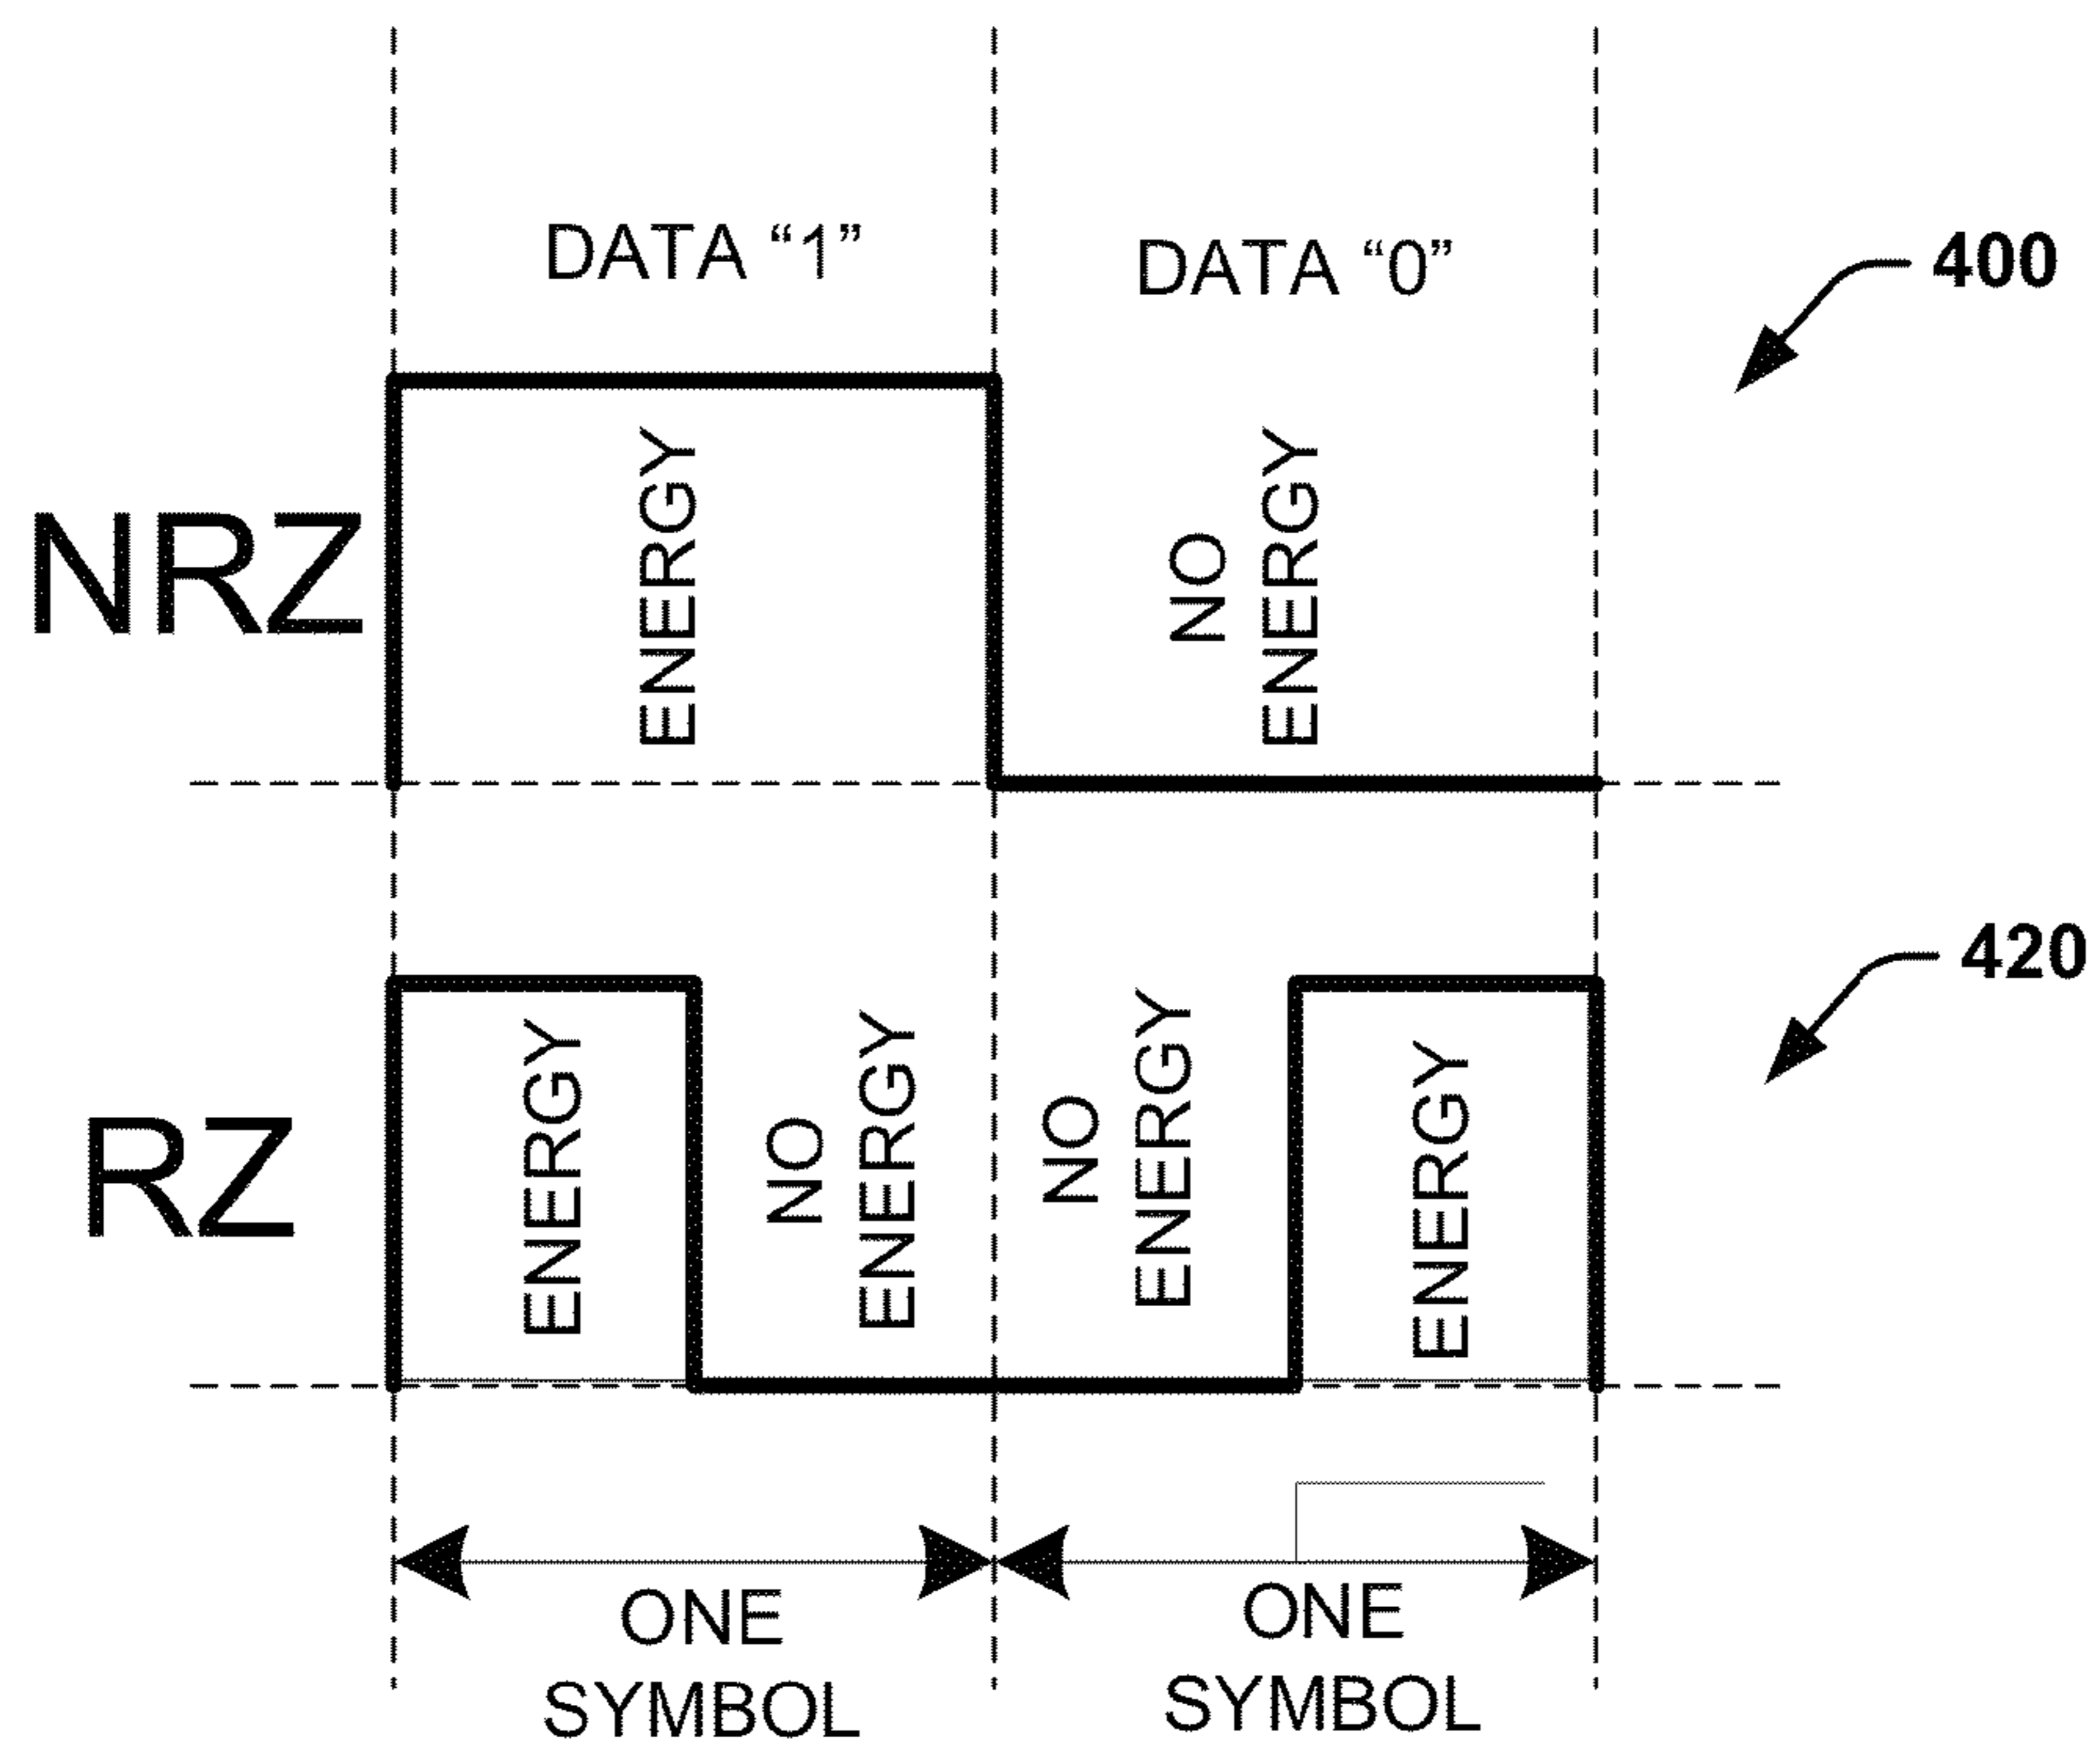 DATA “1”
DATA “0”
400
NRZ
ENERGY
NO
ENERGY
420
RZ
ENERGY
NO
ENERGY
NO
ENERGY
ENERGY
ONE
SYMBOL
ONE
SYMBOL